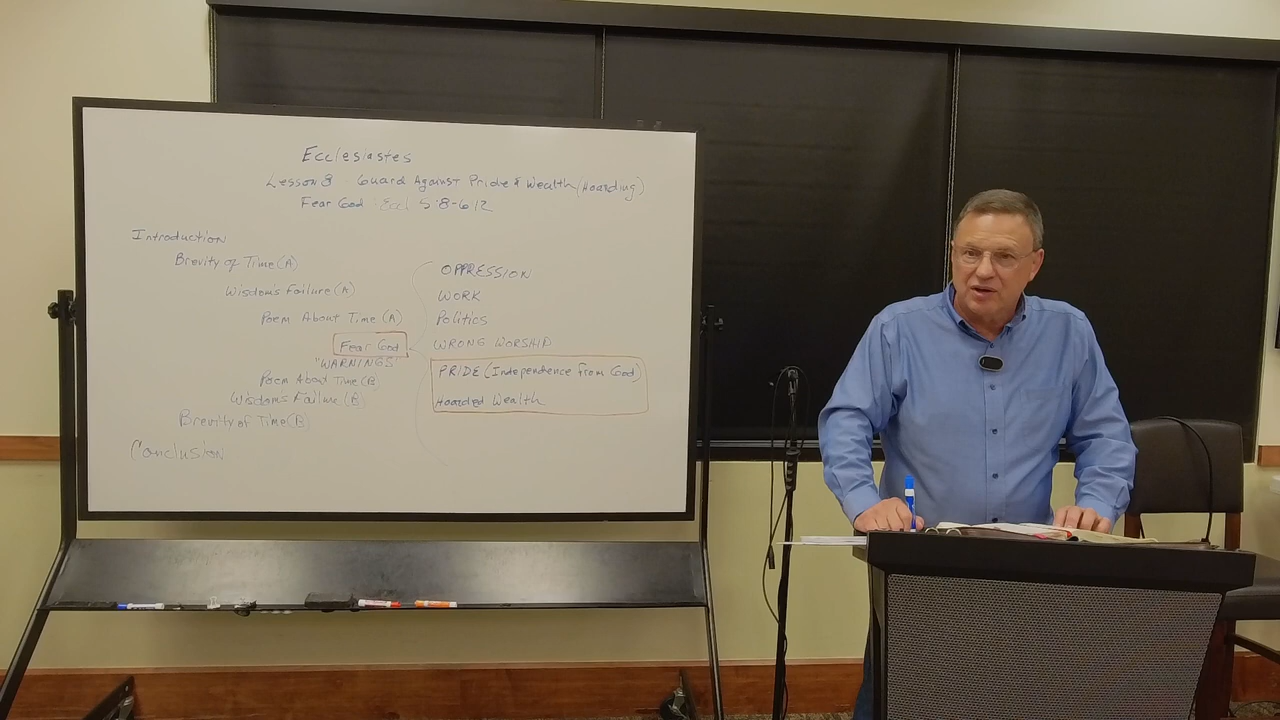 Ecclesiastes
Lesson 8 Guard Against Pride & Wealth (Hoarding)
Fear God : Eccl 5:8-6:12
Introduction
Brevity of Time (A)
Wisdom's Failure (A)
Poem About Time (A)
Fear God
"WARNINGS"
Poem About Time (B)
Wisdom's Failure (B)
Brevity of Time (B)
Conclusion
OPPRESSION
WORK
Politics
WRONG WORSHIP
PRIDE (Independence from God)
Hoarded Wealth